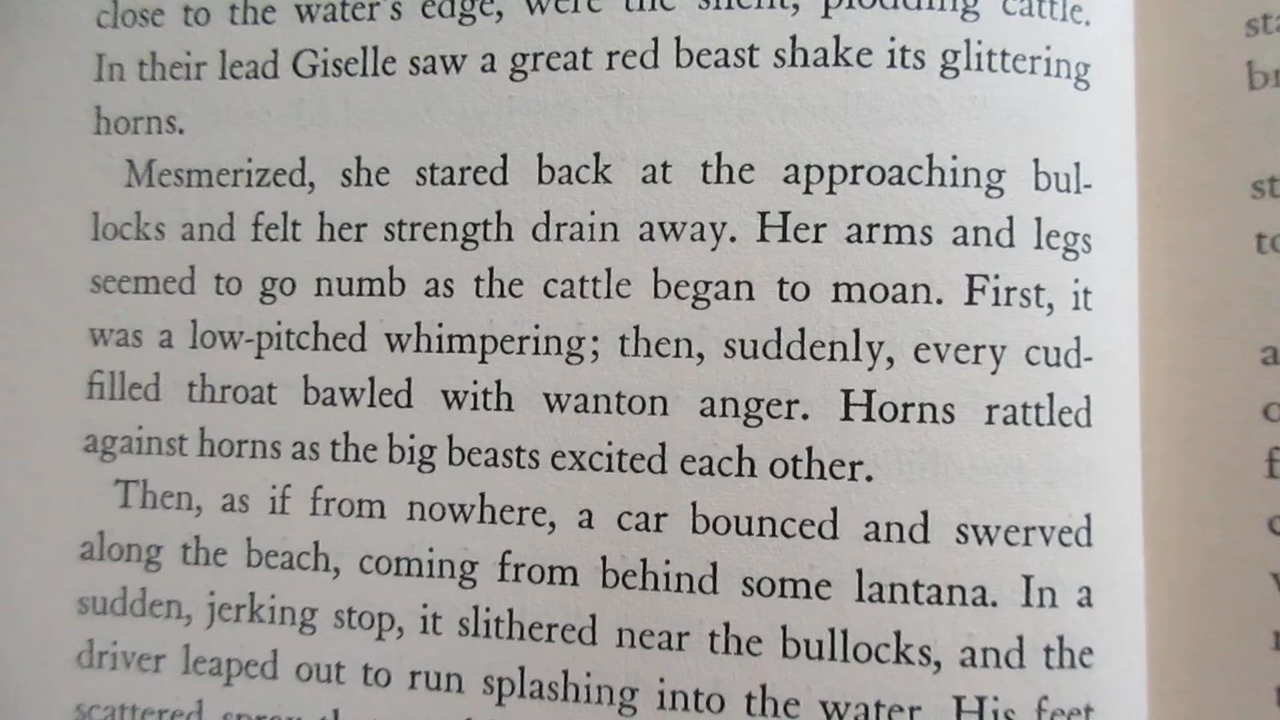 close to the water's edge, were the silent, plodding cattle.
In their lead Giselle saw a great red beast shake its glittering
horns.
Mesmerized, she stared back at the approaching bul-
locks and felt her strength drain away. Her arms and legs
seemed to go numb as the cattle began to moan. First, it
was a low-pitched whimpering; then, suddenly, every cud-
filled throat bawled with wanton anger. Horns rattled
against horns as the big beasts excited each other.
Then, as if from nowhere, a car bounced and swerved
along the beach, coming from behind some lantana. In a
sudden, jerking stop, it slithered near the bullocks, and the
driver leaped out to run splashing into the water. His feet
scattered spray